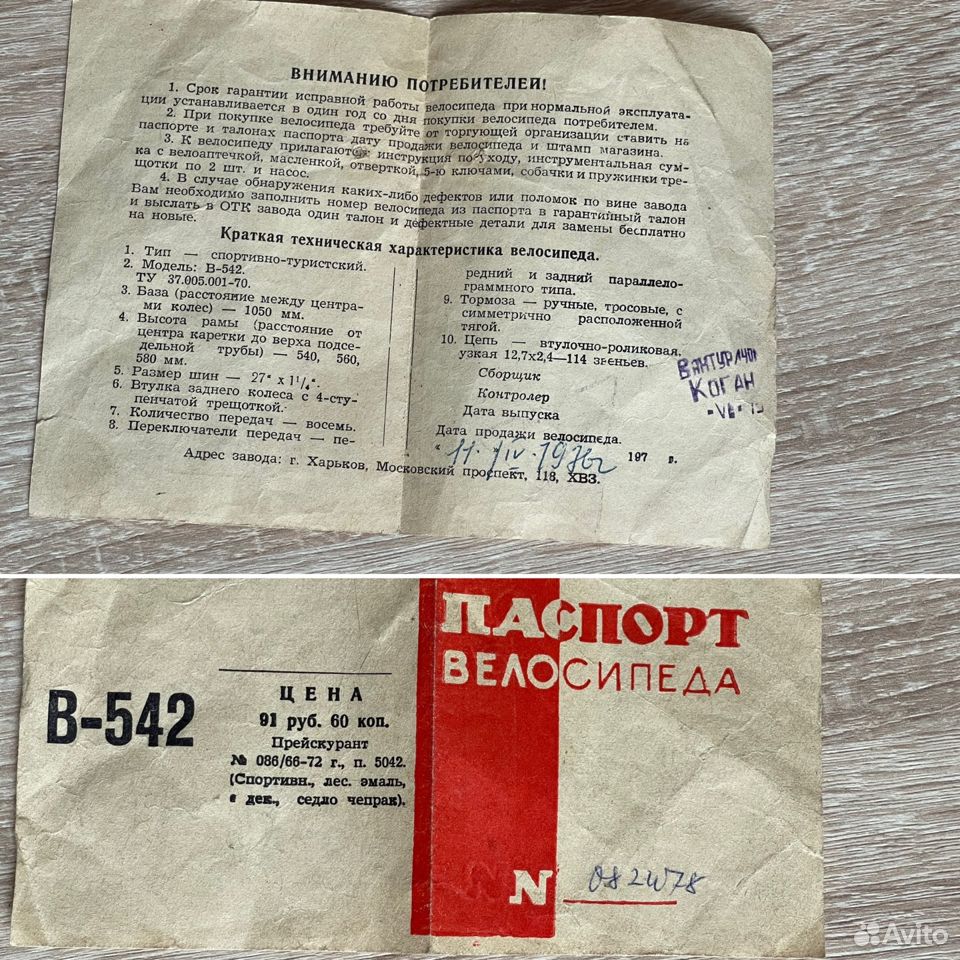 ВНИМАНИЮ ПОТРЕБИТЕЛЕЙ!
1. Срок гарантии исправной работы велосипеда при нормальной эксплуата-
ции устанавливается в один год со дня покупки велосипеда потребителем.
2. При покупке велосипеда требуйте от торгующей организации ставить на
паспорте и талонах паспорта дату продажи велосипеда и штамп магазина.
3. К велосипеду прилагаются инструкция по уходу, инструментальная сум-
ка с велоаптечкой, масленкой, отверткой, 5-ю ключами, собачки и пружинки тре-
щотки по 2 шт. и насос.
4. В случае обнаружения каких-либо дефектов или поломок по вине завода
Вам необходимо заполнить номер велосипеда из паспорта в гарантийный талон
и выслать в ОТК завода один талон и дефектные детали для замены бесплатно
на новые.
Краткая техническая характеристика велосипеда.
1. Тип — спортивно-туристский.
2. Модель: В-542.
ТУ 37.005.001-70.
3. База (расстояние между центра-
ми колес) — 1050 мм.
4. Высота рамы (расстояние от
центра каретки до верха подсе-
дельной трубы) — 540, 560,
580 мм.
5. Размер шин — 27" x 1¼".
6. Втулка заднего колеса с 4-сту-
пенчатой трещоткой.
7. Количество передач — восемь.
8. Переключатели передач — пе-
редний и задний параллело-
граммного типа.
9. Тормоза — ручные, тросовые, с
симметрично расположенной
тягой.
10. Цепь — втулочно-роликовая,
узкая 12,7х2,4—114 звеньев.
Сборщик
Контролер
Дата выпуска
Дата продажи велосипеда.
" 11. IV. 1976г 197 г.
Адрес завода: г. Харьков, Московский проспект, 118, ХВЗ.
КОГАН
В-542
ЦЕНА
91 руб. 60 коп.
Прейскурант
№ 086/66-72 г., п. 5042.
(Спортивн., лес. эмаль,
с дек., седло чепрак).
ПАСПОРТ
ВЕЛОСИПЕДА
N 082W78
Avito